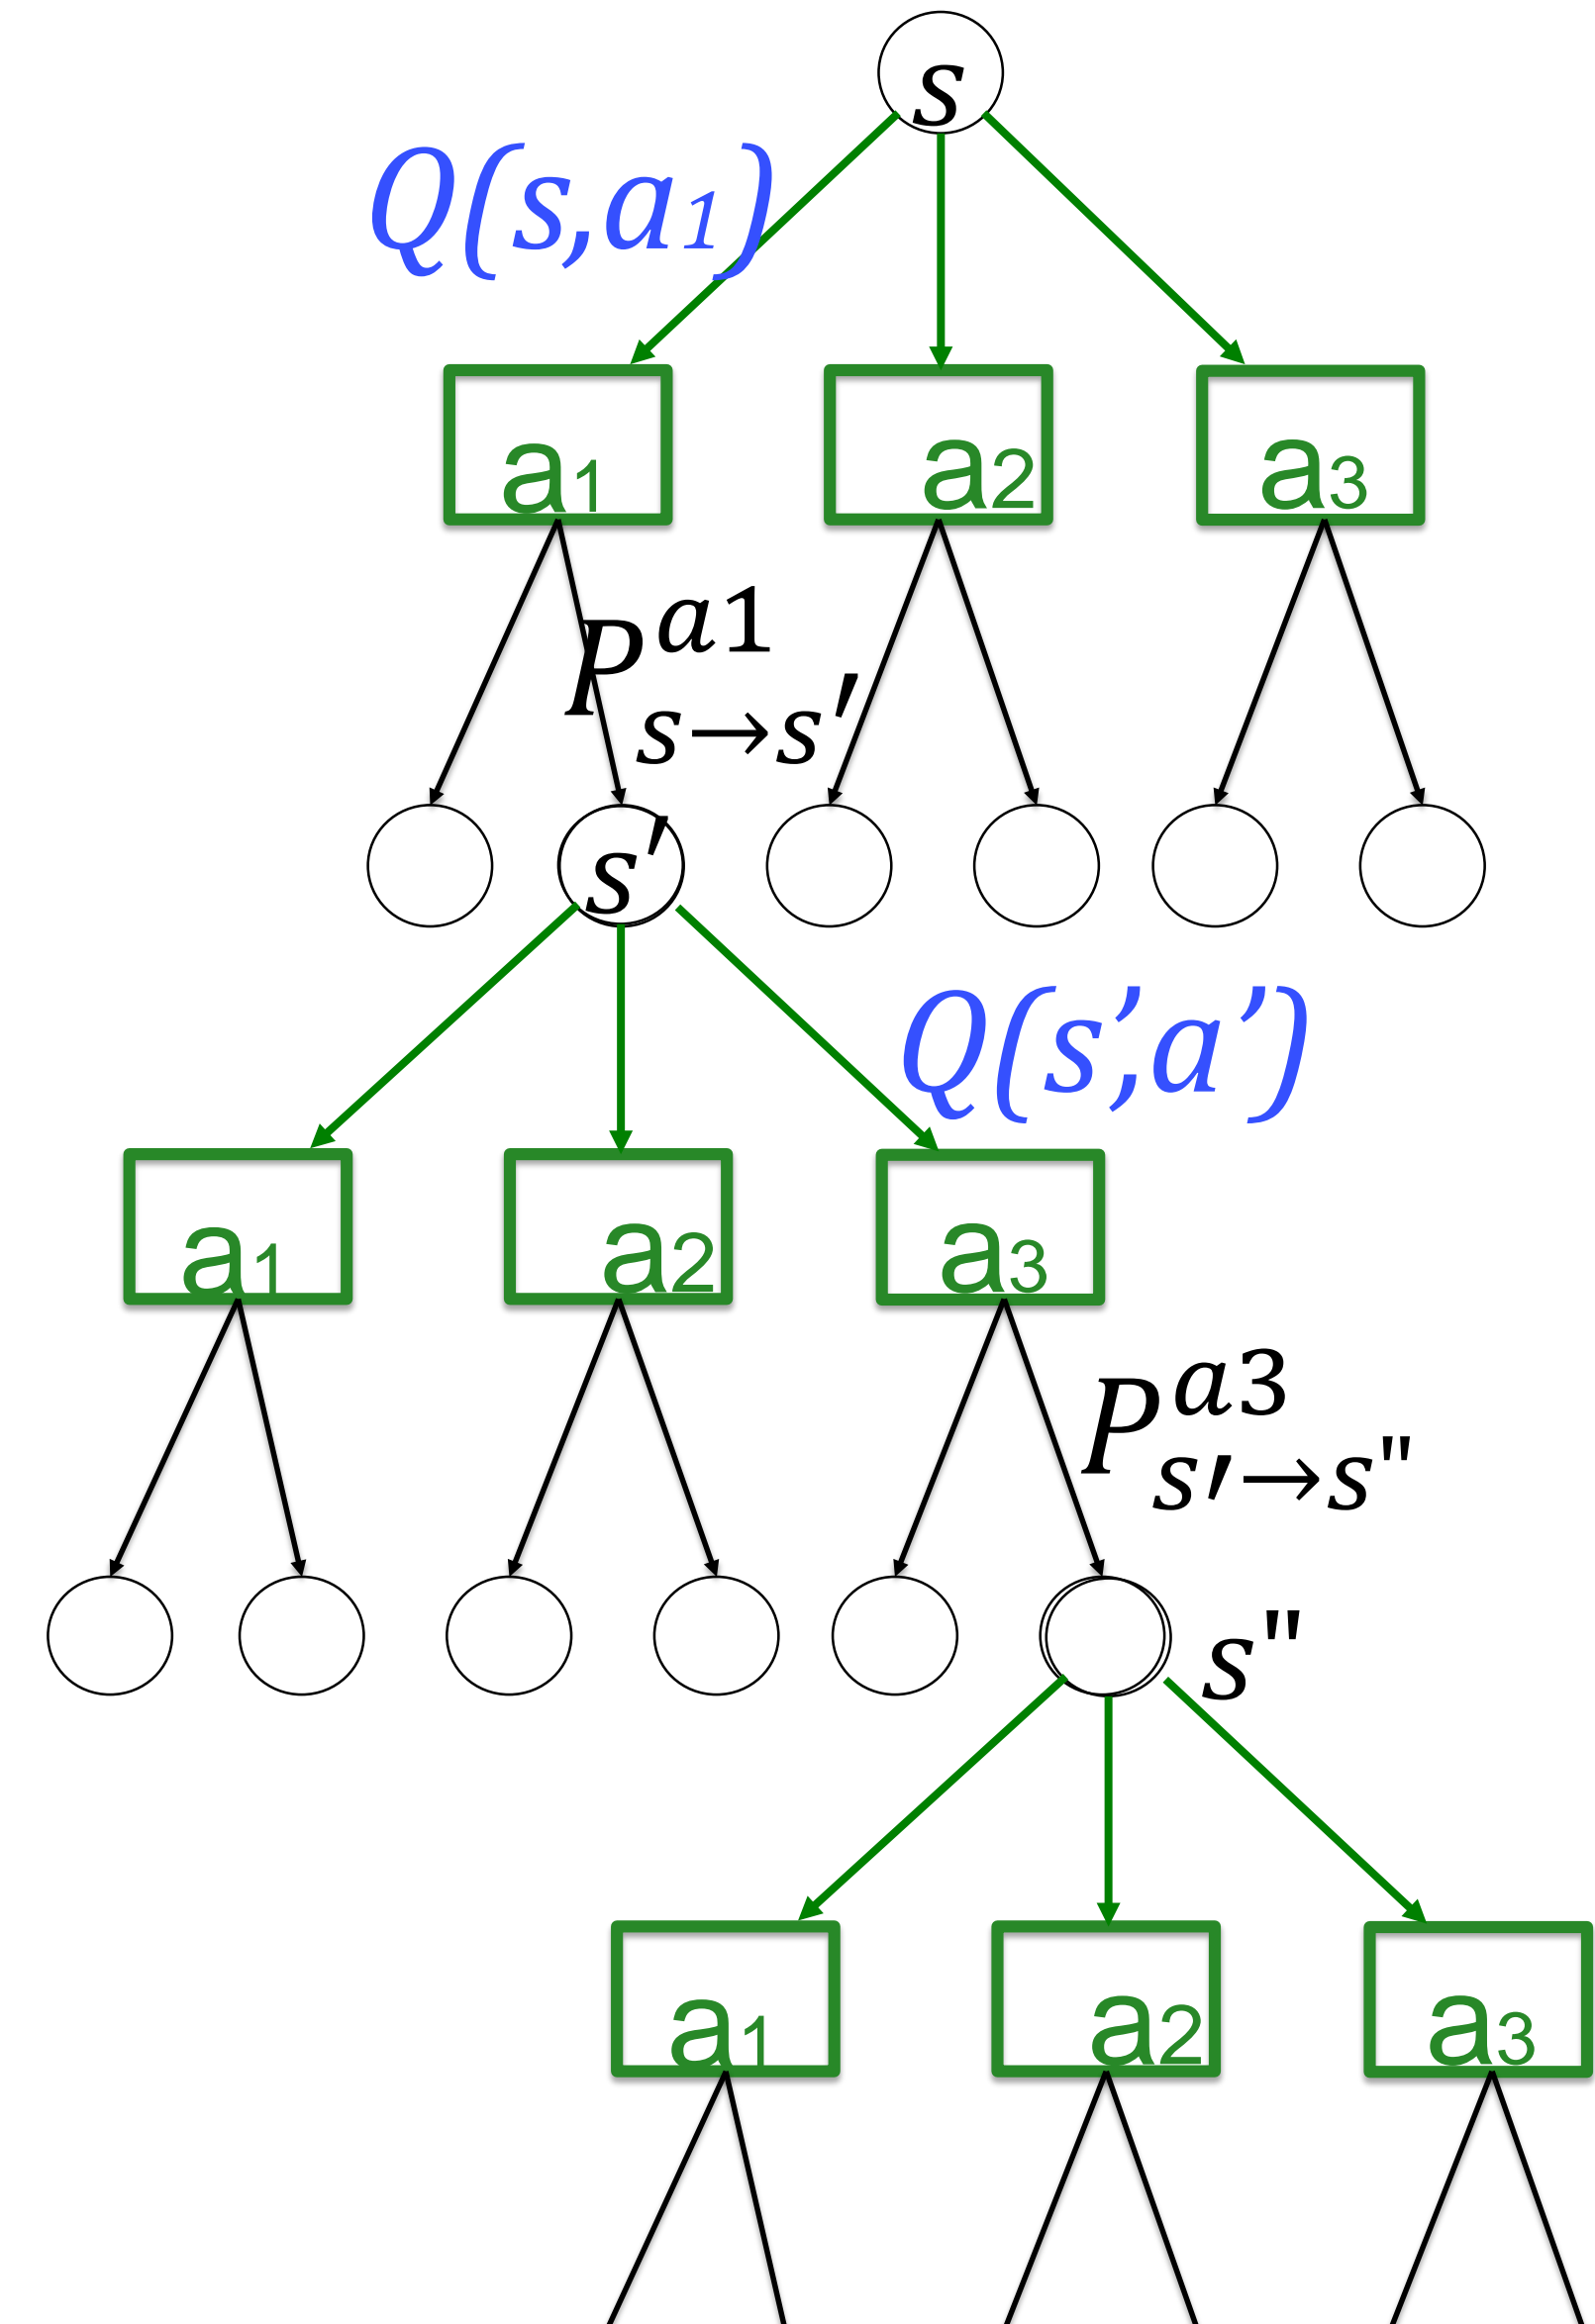 s
Q(s,a₁)
a₁
a₂
a₃
P^{a1}_{s→s′}
s′
Q(s’,a’)
a₁
a₂
a₃
P^{a3}_{s′→s"}
s"
a₁
a₂
a₃